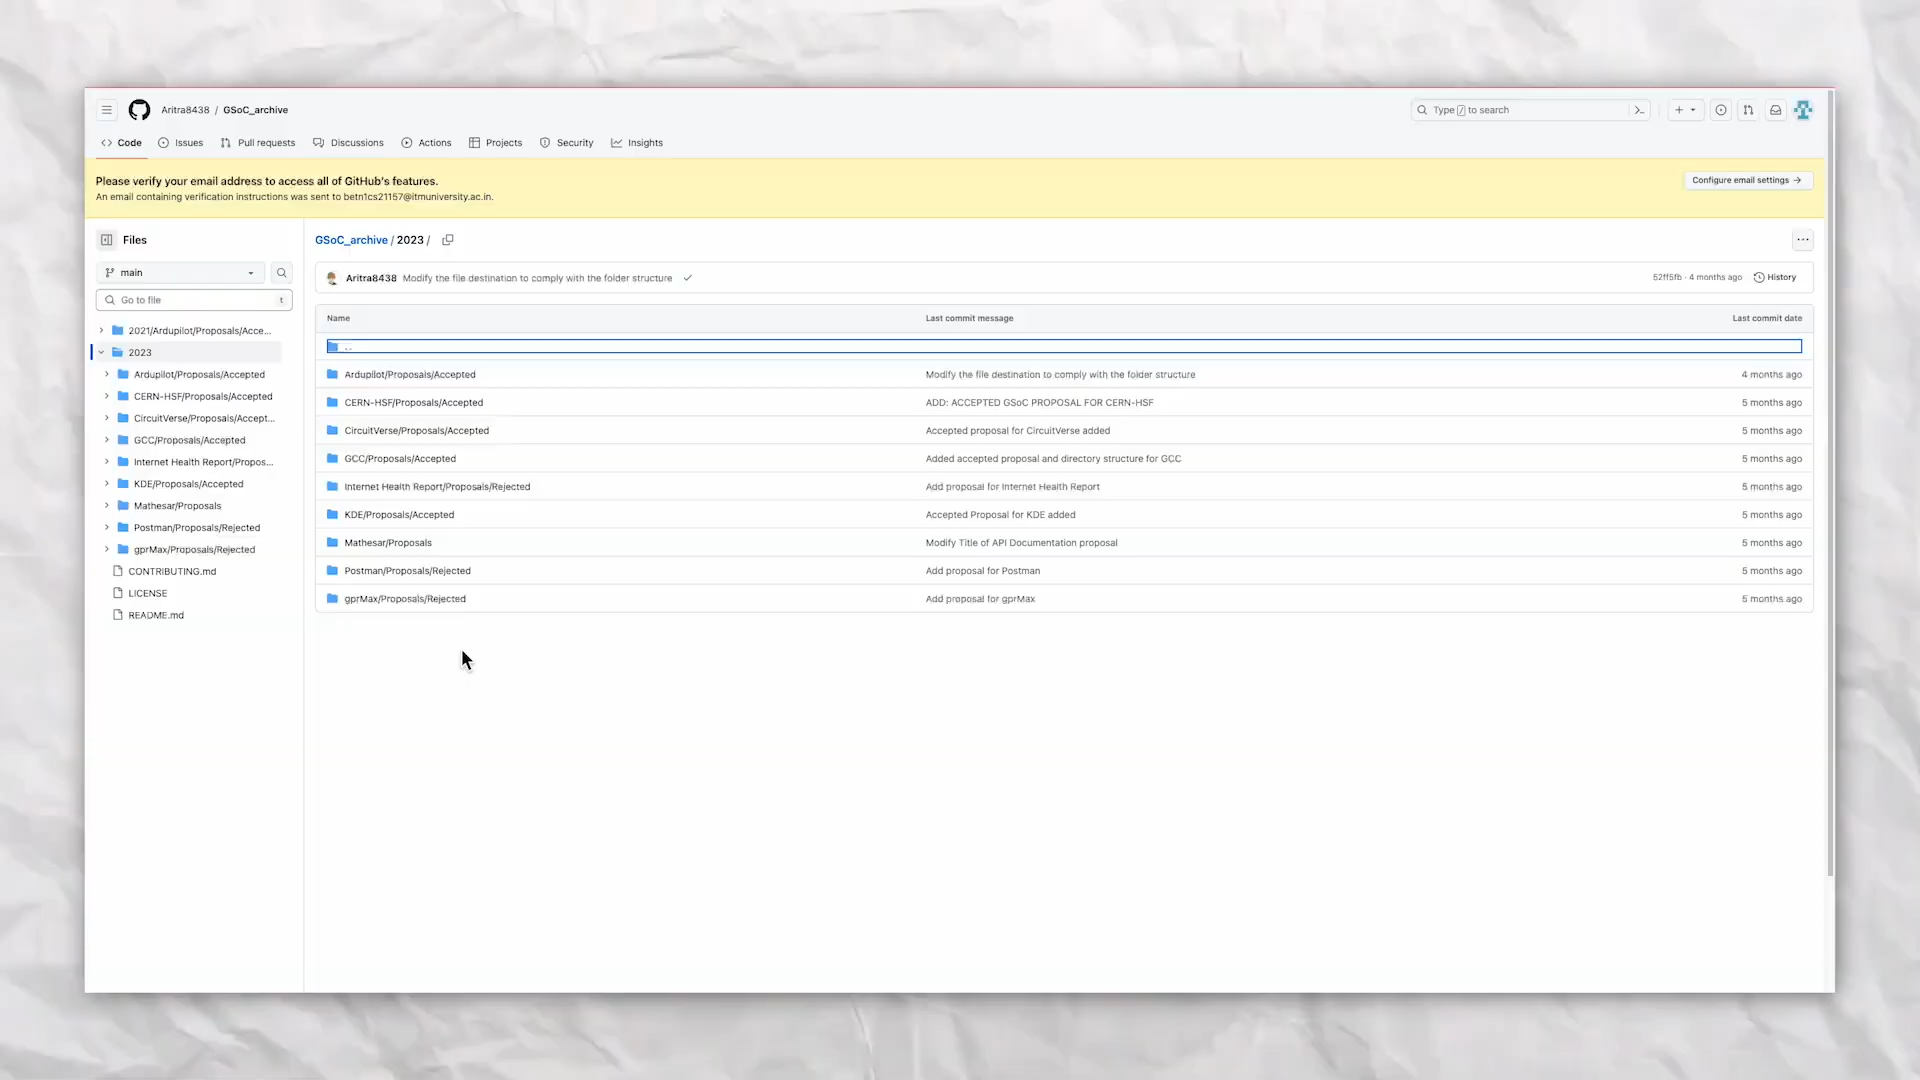 Aritra8438 / GSoC_archive
Type / to search
Code Issues Pull requests Discussions Actions Projects Security Insights
Please verify your email address to access all of GitHub's features.
An email containing verification instructions was sent to betn1cs21157@itmuniversity.ac.in.
Configure email settings →
Files
main
Go to file t
2021/Ardupilot/Proposals/Acce...
2023
Ardupilot/Proposals/Accepted
CERN-HSF/Proposals/Accepted
CircuitVerse/Proposals/Accept...
GCC/Proposals/Accepted
Internet Health Report/Propos...
KDE/Proposals/Accepted
Mathesar/Proposals
Postman/Proposals/Rejected
gprMax/Proposals/Rejected
CONTRIBUTING.md
LICENSE
README.md
GSoC_archive / 2023 /
Aritra8438 Modify the file destination to comply with the folder structure
52ff5fb · 4 months ago History
Name Last commit message Last commit date
..
Ardupilot/Proposals/Accepted Modify the file destination to comply with the folder structure 4 months ago
CERN-HSF/Proposals/Accepted ADD: ACCEPTED GSoC PROPOSAL FOR CERN-HSF 5 months ago
CircuitVerse/Proposals/Accepted Accepted proposal for CircuitVerse added 5 months ago
GCC/Proposals/Accepted Added accepted proposal and directory structure for GCC 5 months ago
Internet Health Report/Proposals/Rejected Add proposal for Internet Health Report 5 months ago
KDE/Proposals/Accepted Accepted Proposal for KDE added 5 months ago
Mathesar/Proposals Modify Title of API Documentation proposal 5 months ago
Postman/Proposals/Rejected Add proposal for Postman 5 months ago
gprMax/Proposals/Rejected Add proposal for gprMax 5 months ago